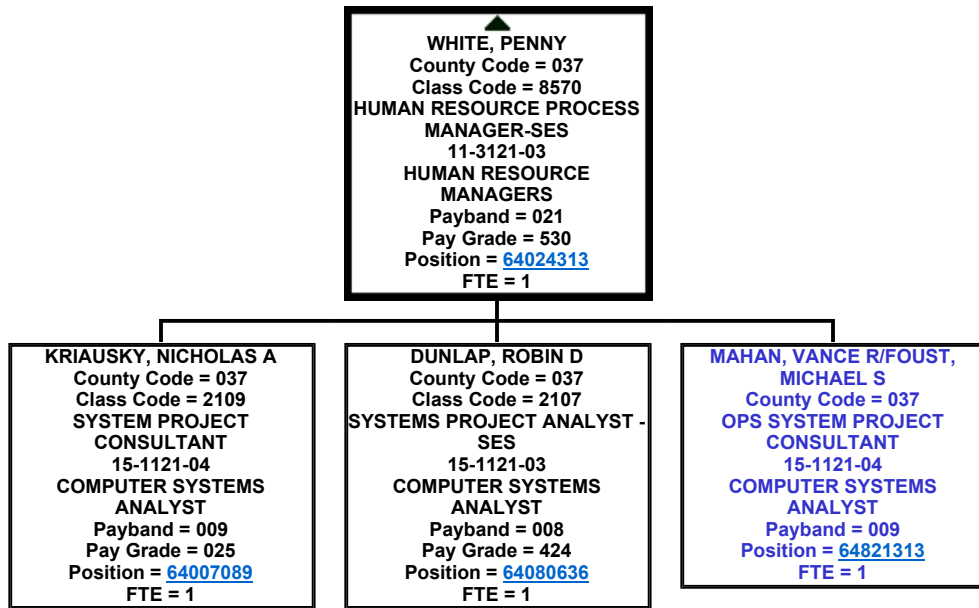 WHITE, PENNY
County Code = 037
Class Code = 8570
HUMAN RESOURCE PROCESS
MANAGER-SES
11-3121-03
HUMAN RESOURCE
MANAGERS
Payband = 021
Pay Grade = 530
Position = 64024313
FTE = 1
KRIAUSKY, NICHOLAS A
County Code = 037
Class Code = 2109
SYSTEM PROJECT
CONSULTANT
15-1121-04
COMPUTER SYSTEMS
ANALYST
Payband = 009
Pay Grade = 025
Position = 64007089
FTE = 1
DUNLAP, ROBIN D
County Code = 037
Class Code = 2107
SYSTEMS PROJECT ANALYST -
SES
15-1121-03
COMPUTER SYSTEMS
ANALYST
Payband = 008
Pay Grade = 424
Position = 64080636
FTE = 1
MAHAN, VANCE R/FOUST,
MICHAEL S
County Code = 037
OPS SYSTEM PROJECT
CONSULTANT
15-1121-04
COMPUTER SYSTEMS
ANALYST
Payband = 009
Position = 64821313
FTE = 1